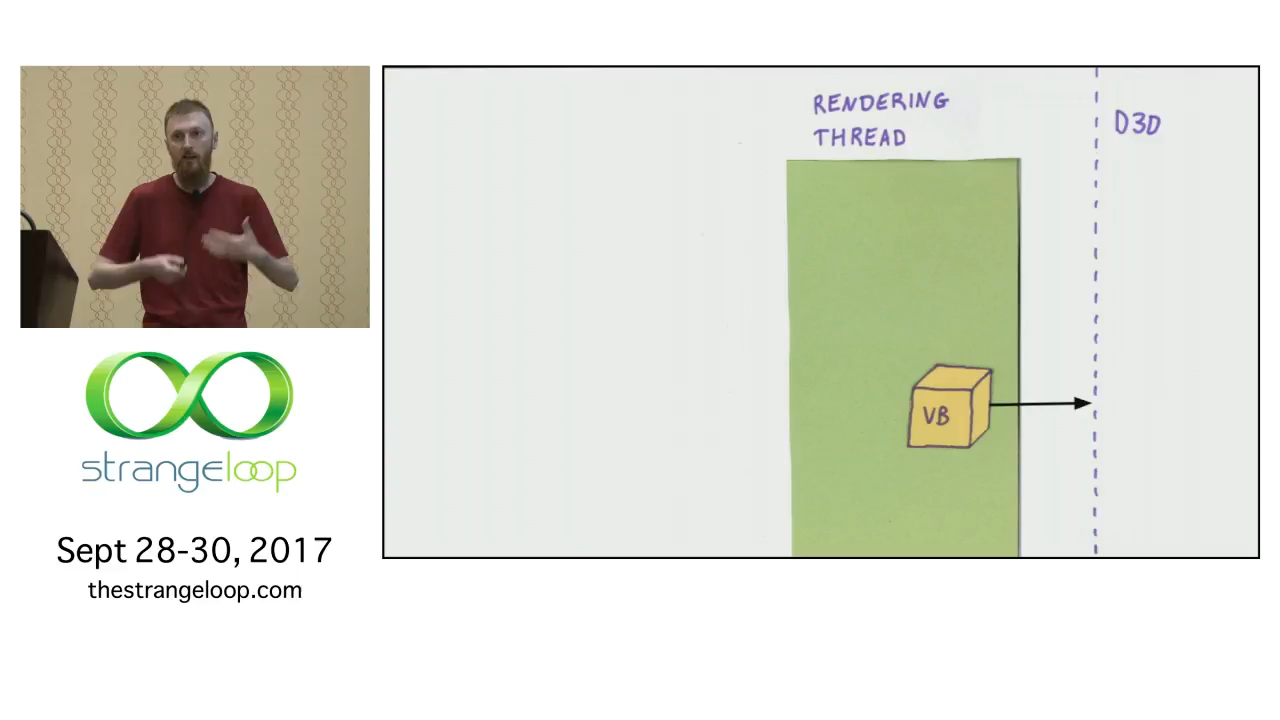 RENDERING
THREAD
D3D
VB
strangeloop
Sept 28-30, 2017
thestrangeloop.com